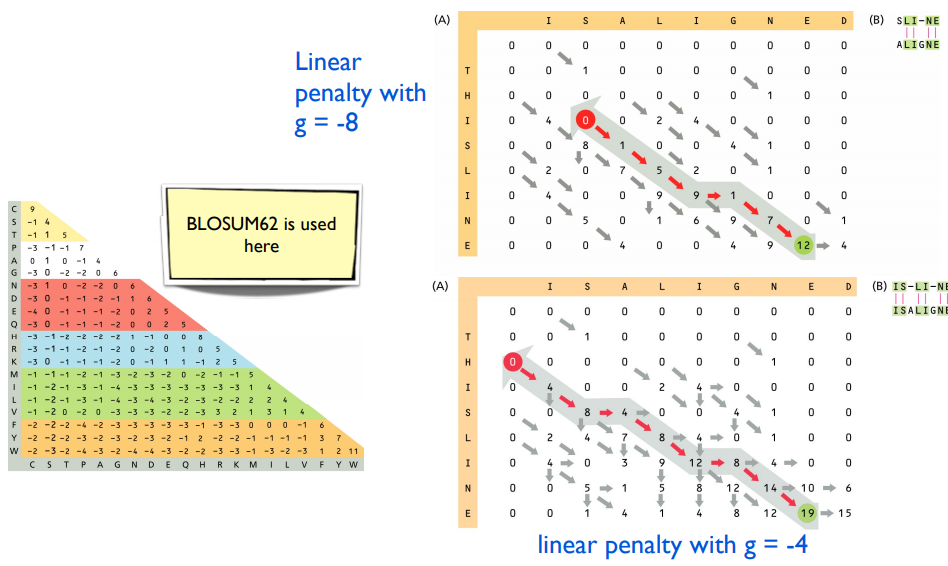 Linear
penalty with
g = -8
BLOSUM62 is used
here
C 9
S -1 4
T -1 1 5
P -3 -1 -1 7
A 0 1 0 -1 4
G -3 0 -2 -2 0 6
N -3 1 0 -2 -2 0 6
D -3 0 -1 -1 -2 -1 1 6
E -4 0 -1 -1 -1 -2 0 2 5
Q -3 0 -1 -1 -1 -2 0 0 2 5
H -3 -1 -2 -2 -2 -2 1 -1 0 0 8
R -3 -1 -1 -2 -1 -2 0 -2 0 1 0 5
K -3 0 -1 -1 -1 -2 0 -1 1 1 -1 2 5
M -1 -1 -1 -2 -1 -3 -2 -3 -2 0 -2 -1 -1 5
I -1 -2 -1 -3 -1 -4 -3 -3 -3 -3 -3 -3 -3 1 4
L -1 -2 -1 -3 -1 -4 -3 -4 -3 -2 -3 -2 -2 2 2 4
V -1 -2 0 -2 0 -3 -3 -3 -2 -2 -3 -3 -2 1 3 1 4
F -2 -2 -2 -4 -2 -3 -3 -3 -3 -3 -1 -3 -3 0 0 0 -1 6
Y -2 -2 -2 -3 -2 -3 -2 -3 -2 -1 2 -2 -2 -1 -1 -1 -1 3 7
W -2 -3 -2 -4 -3 -2 -4 -4 -3 -2 -2 -3 -3 -1 -3 -2 -3 1 2 11
C S T P A G N D E Q H R K M I L V F Y W
(A)
I S A L I G N E D
0 0 0 0 0 0 0 0 0 0
T 0 0 1 0 0 0 0 0 0 0
H 0 0 0 0 0 0 0 1 0 0
I 0 4 0 0 2 4 0 0 0 0
S 0 0 8 1 0 0 4 1 0 0
L 0 2 0 7 5 2 0 1 0 0
I 0 4 0 0 9 9 1 0 0 0
N 0 0 5 0 1 6 9 7 0 1
E 0 0 0 4 0 0 4 9 12 4
(B) SLI-NE
ALIGNE
(A)
I S A L I G N E D
0 0 0 0 0 0 0 0 0 0
T 0 0 1 0 0 0 0 0 0 0
H 0 0 0 0 0 0 0 1 0 0
I 0 4 0 0 2 4 0 0 0 0
S 0 0 8 4 0 0 4 1 0 0
L 0 2 4 7 8 4 0 1 0 0
I 0 4 0 3 9 12 8 4 0 0
N 0 0 5 1 5 8 12 14 10 6
E 0 0 1 4 1 4 8 12 19 15
(B) IS-LI-NE
ISALIGNE
linear penalty with g = -4